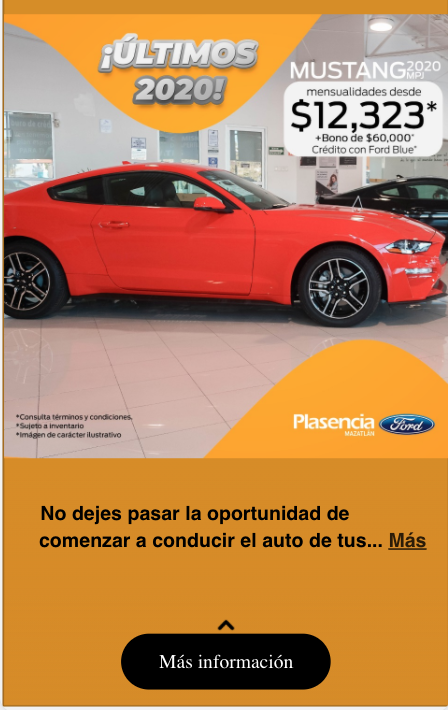 ¡ÚLTIMOS
2020!
MUSTANG 2020
MPJ
mensualidades desde
$12,323*
+Bono de $60,000*
Crédito con Ford Blue*
*Consulta términos y condiciones.
*Sujeto a inventario
*Imágen de carácter ilustrativo
Plasencia
MAZATLÁN
Ford
No dejes pasar la oportunidad de
comenzar a conducir el auto de tus... Más
Más información